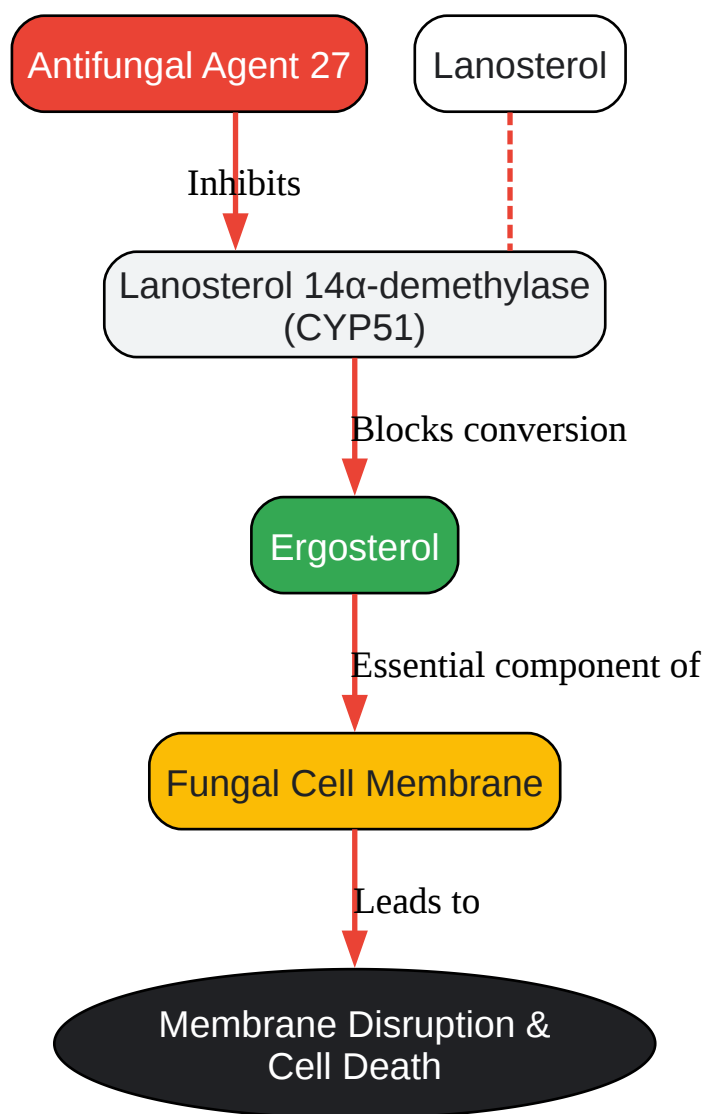 Antifungal Agent 27
Lanosterol
Inhibits
Lanosterol 14α-demethylase
(CYP51)
Blocks conversion
Ergosterol
Essential component of
Fungal Cell Membrane
Leads to
Membrane Disruption &
Cell Death